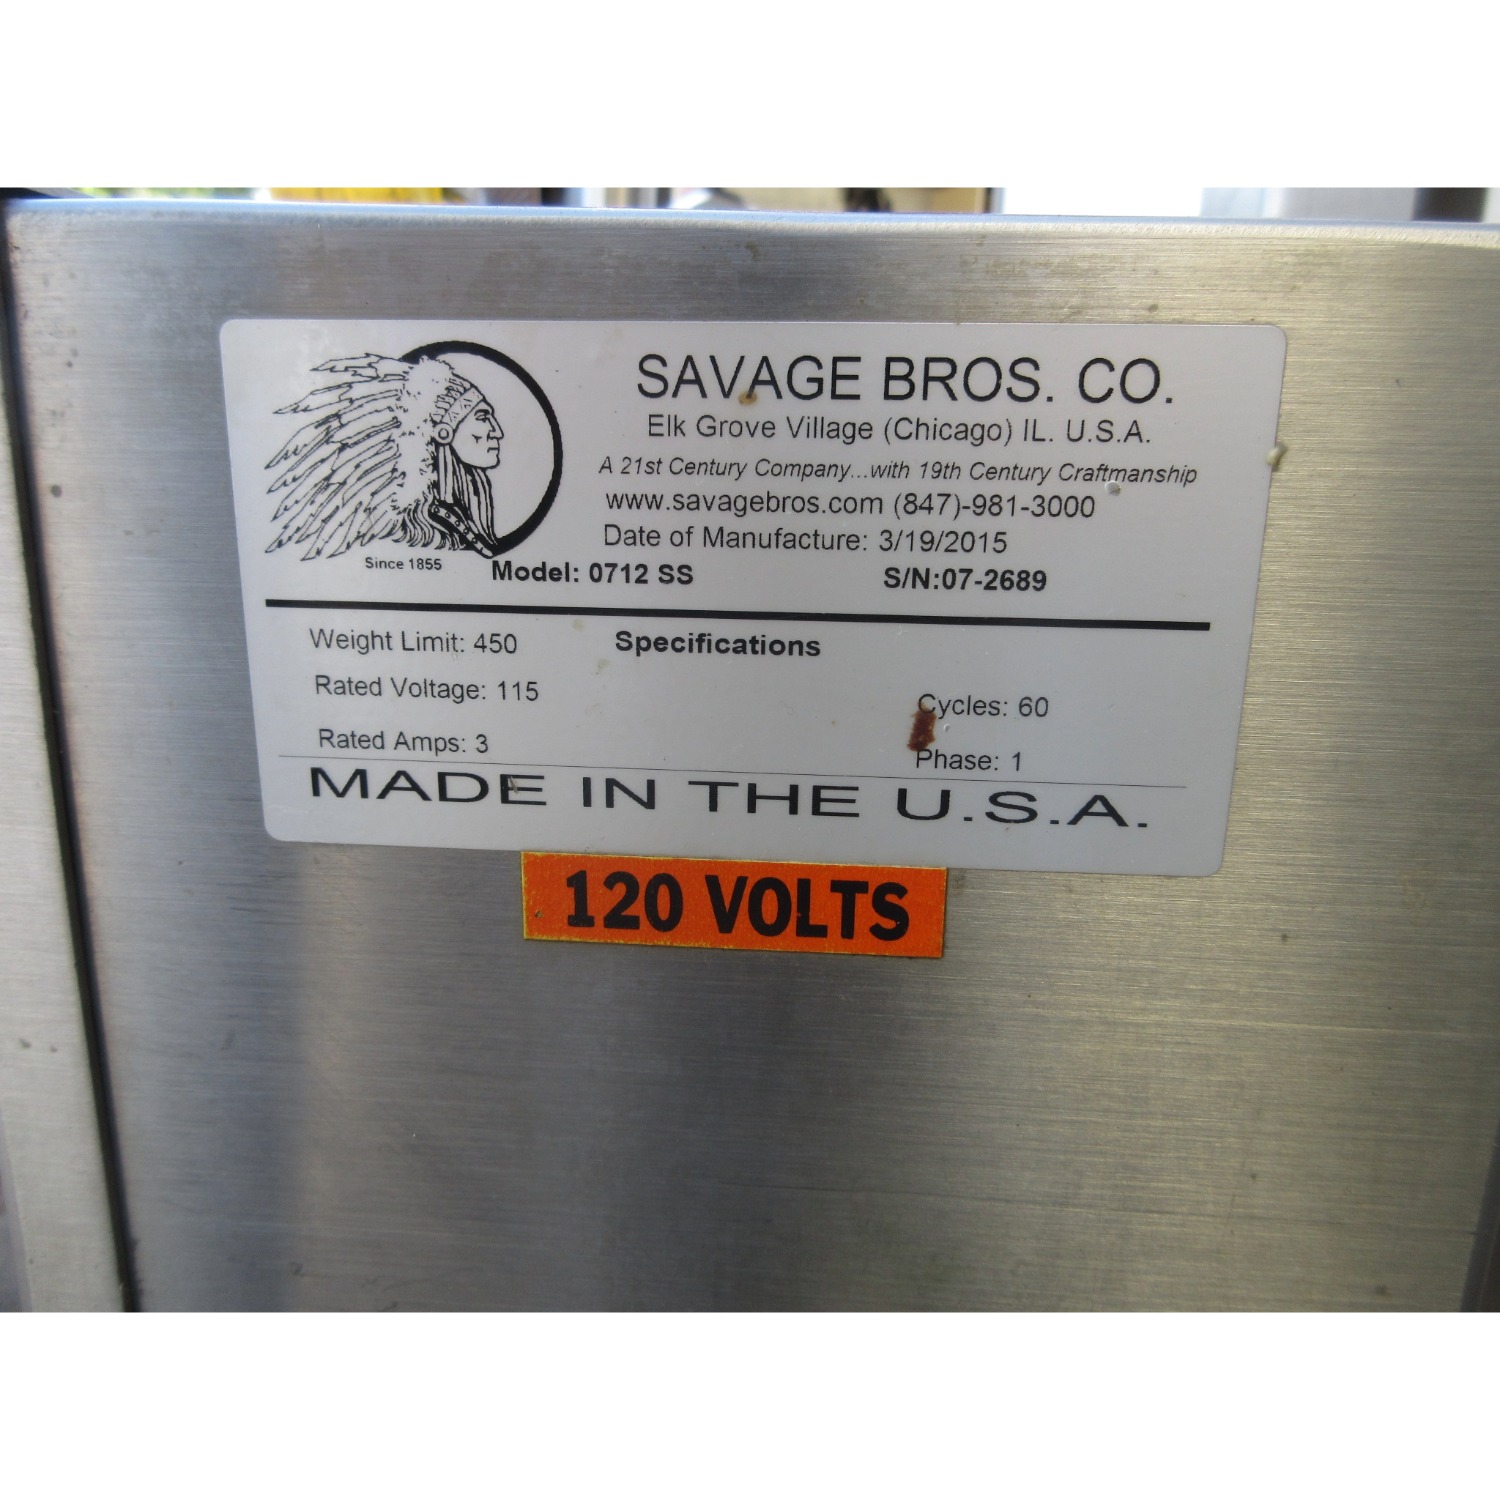 SAVAGE BROS. CO.
Elk Grove Village (Chicago) IL. U.S.A.
A 21st Century Company...with 19th Century Craftmanship
www.savagebros.com (847)-981-3000
Date of Manufacture: 3/19/2015
Since 1855
Model: 0712 SS S/N:07-2689
Weight Limit: 450 Specifications
Rated Voltage: 115 Cycles: 60
Rated Amps: 3 Phase: 1
MADE IN THE U.S.A.
120 VOLTS